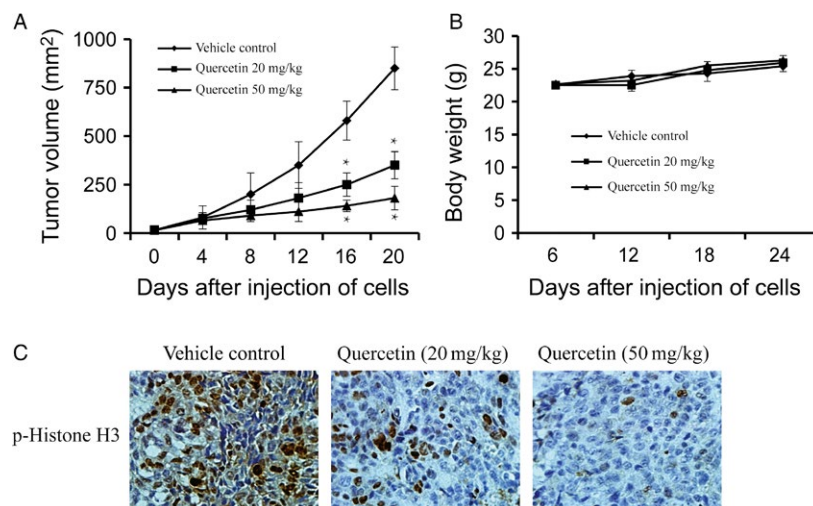 A
Tumor volume (mm²)
1000
750
500
250
0
Vehicle control
Quercetin 20 mg/kg
Quercetin 50 mg/kg
*
*
*
*
0 4 8 12 16 20
Days after injection of cells
B
Body weight (g)
30
25
20
15
10
5
0
Vehicle control
Quercetin 20 mg/kg
Quercetin 50 mg/kg
6 12 18 24
Days after injection of cells
C
Vehicle control Quercetin (20 mg/kg) Quercetin (50 mg/kg)
p-Histone H3